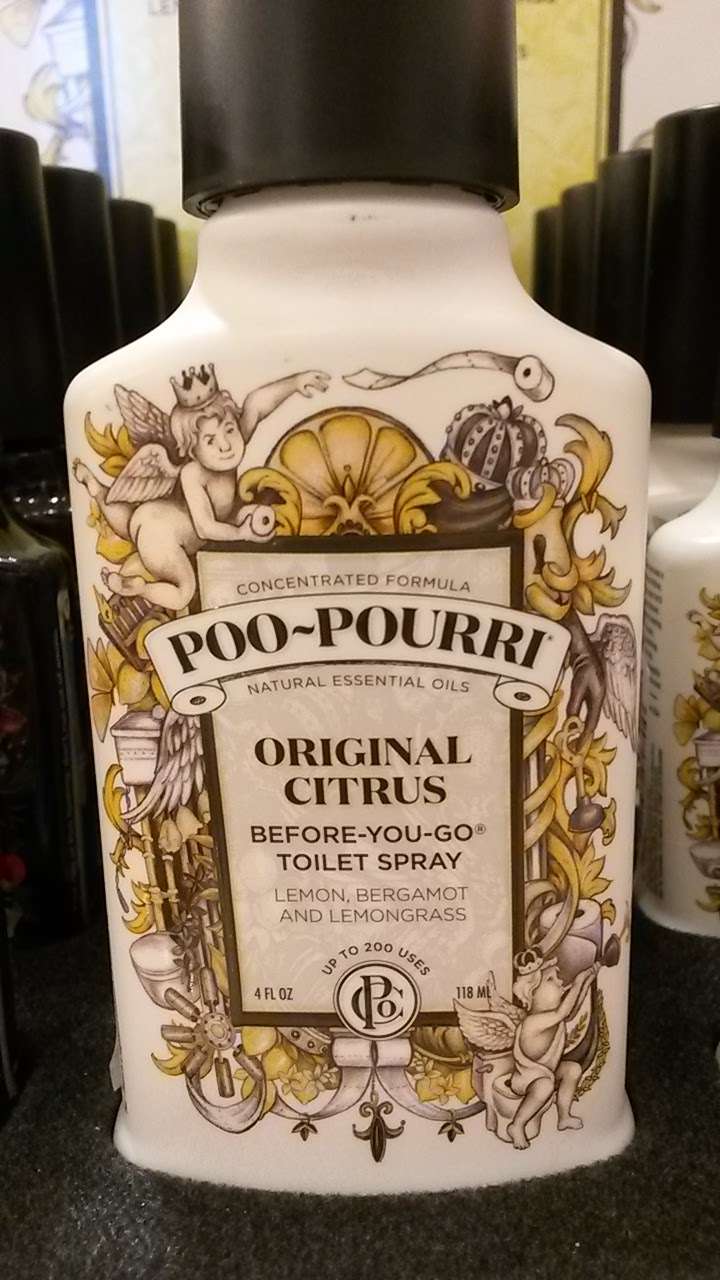 CONCENTRATED FORMULA
POO~POURRI
NATURAL ESSENTIAL OILS
ORIGINAL
CITRUS
BEFORE-YOU-GO®
TOILET SPRAY
LEMON, BERGAMOT
AND LEMONGRASS
UP TO 200 USES
4 FL OZ
PoC
118 ML